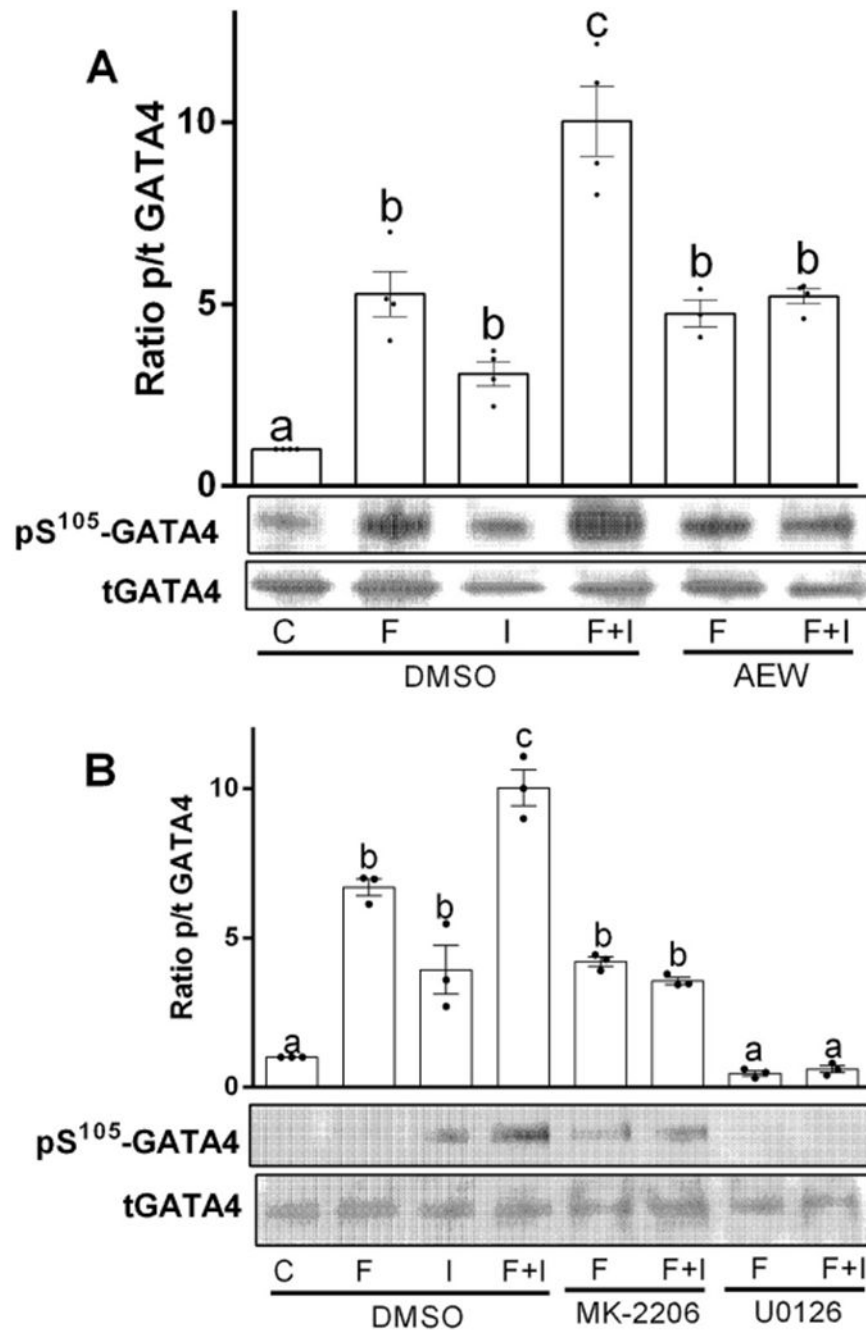 A
Ratio p/t GATA4
10
5
0
a
b
b
c
b
b
pS¹⁰⁵-GATA4
tGATA4
C F I F+I F F+I
DMSO AEW
B
Ratio p/t GATA4
10
5
0
a
b
b
c
b
b
a
a
pS¹⁰⁵-GATA4
tGATA4
C F I F+I F F+I F F+I
DMSO MK-2206 U0126